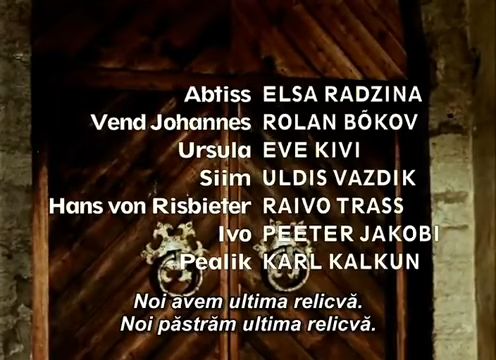 Abtiss ELSA RADZINA
Vend Johannes ROLAN BÕKOV
Ursula EVE KIVI
Siim ULDIS VAZDIK
Hans von Risbieter RAIVO TRASS
Ivo PEETER JAKOBI
Pealik KARL KALKUN
Noi avem ultima relicvă.
Noi păstrăm ultima relicvă.